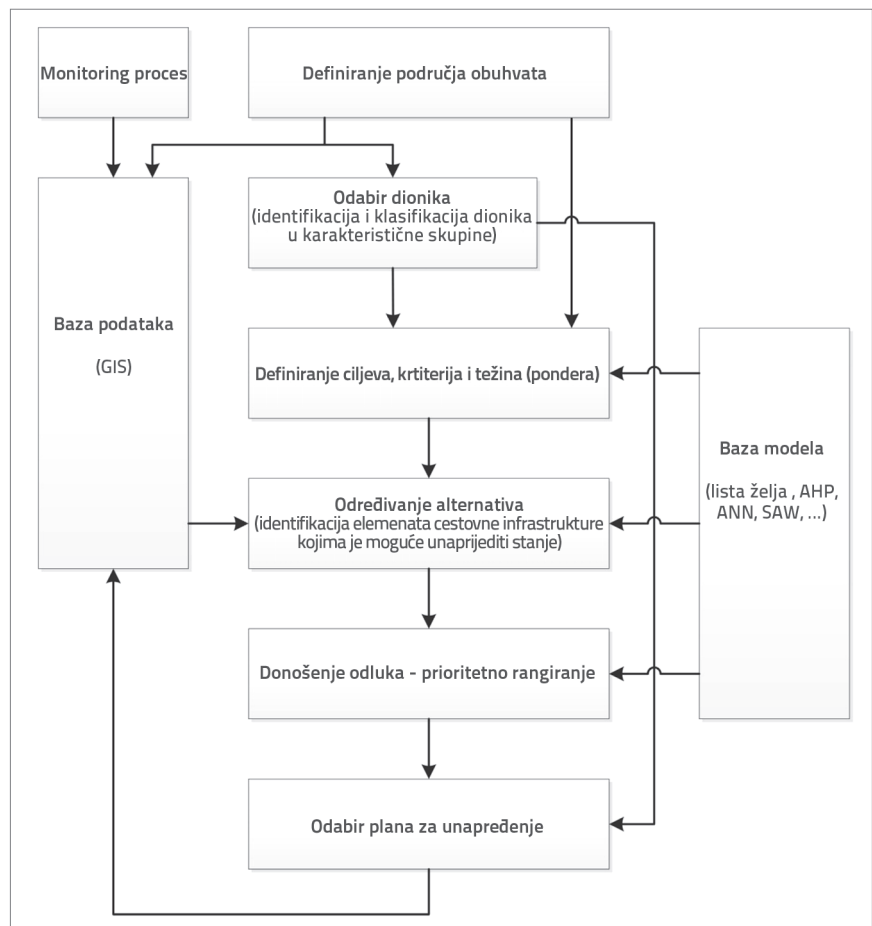 Monitoring proces
Definiranje područja obuhvata
Odabir dionika
(identifikacija i klasifikacija dionika
u karakteristične skupine)
Baza podataka
(GIS)
Definiranje ciljeva, krtiterija i težina (pondera)
Baza modela
(lista želja , AHP,
ANN, SAW, ...)
Određivanje alternativa
(identifikacija elemenata cestovne infrastrukture
kojima je moguće unaprijediti stanje)
Donošenje odluka - prioritetno rangiranje
Odabir plana za unapređenje